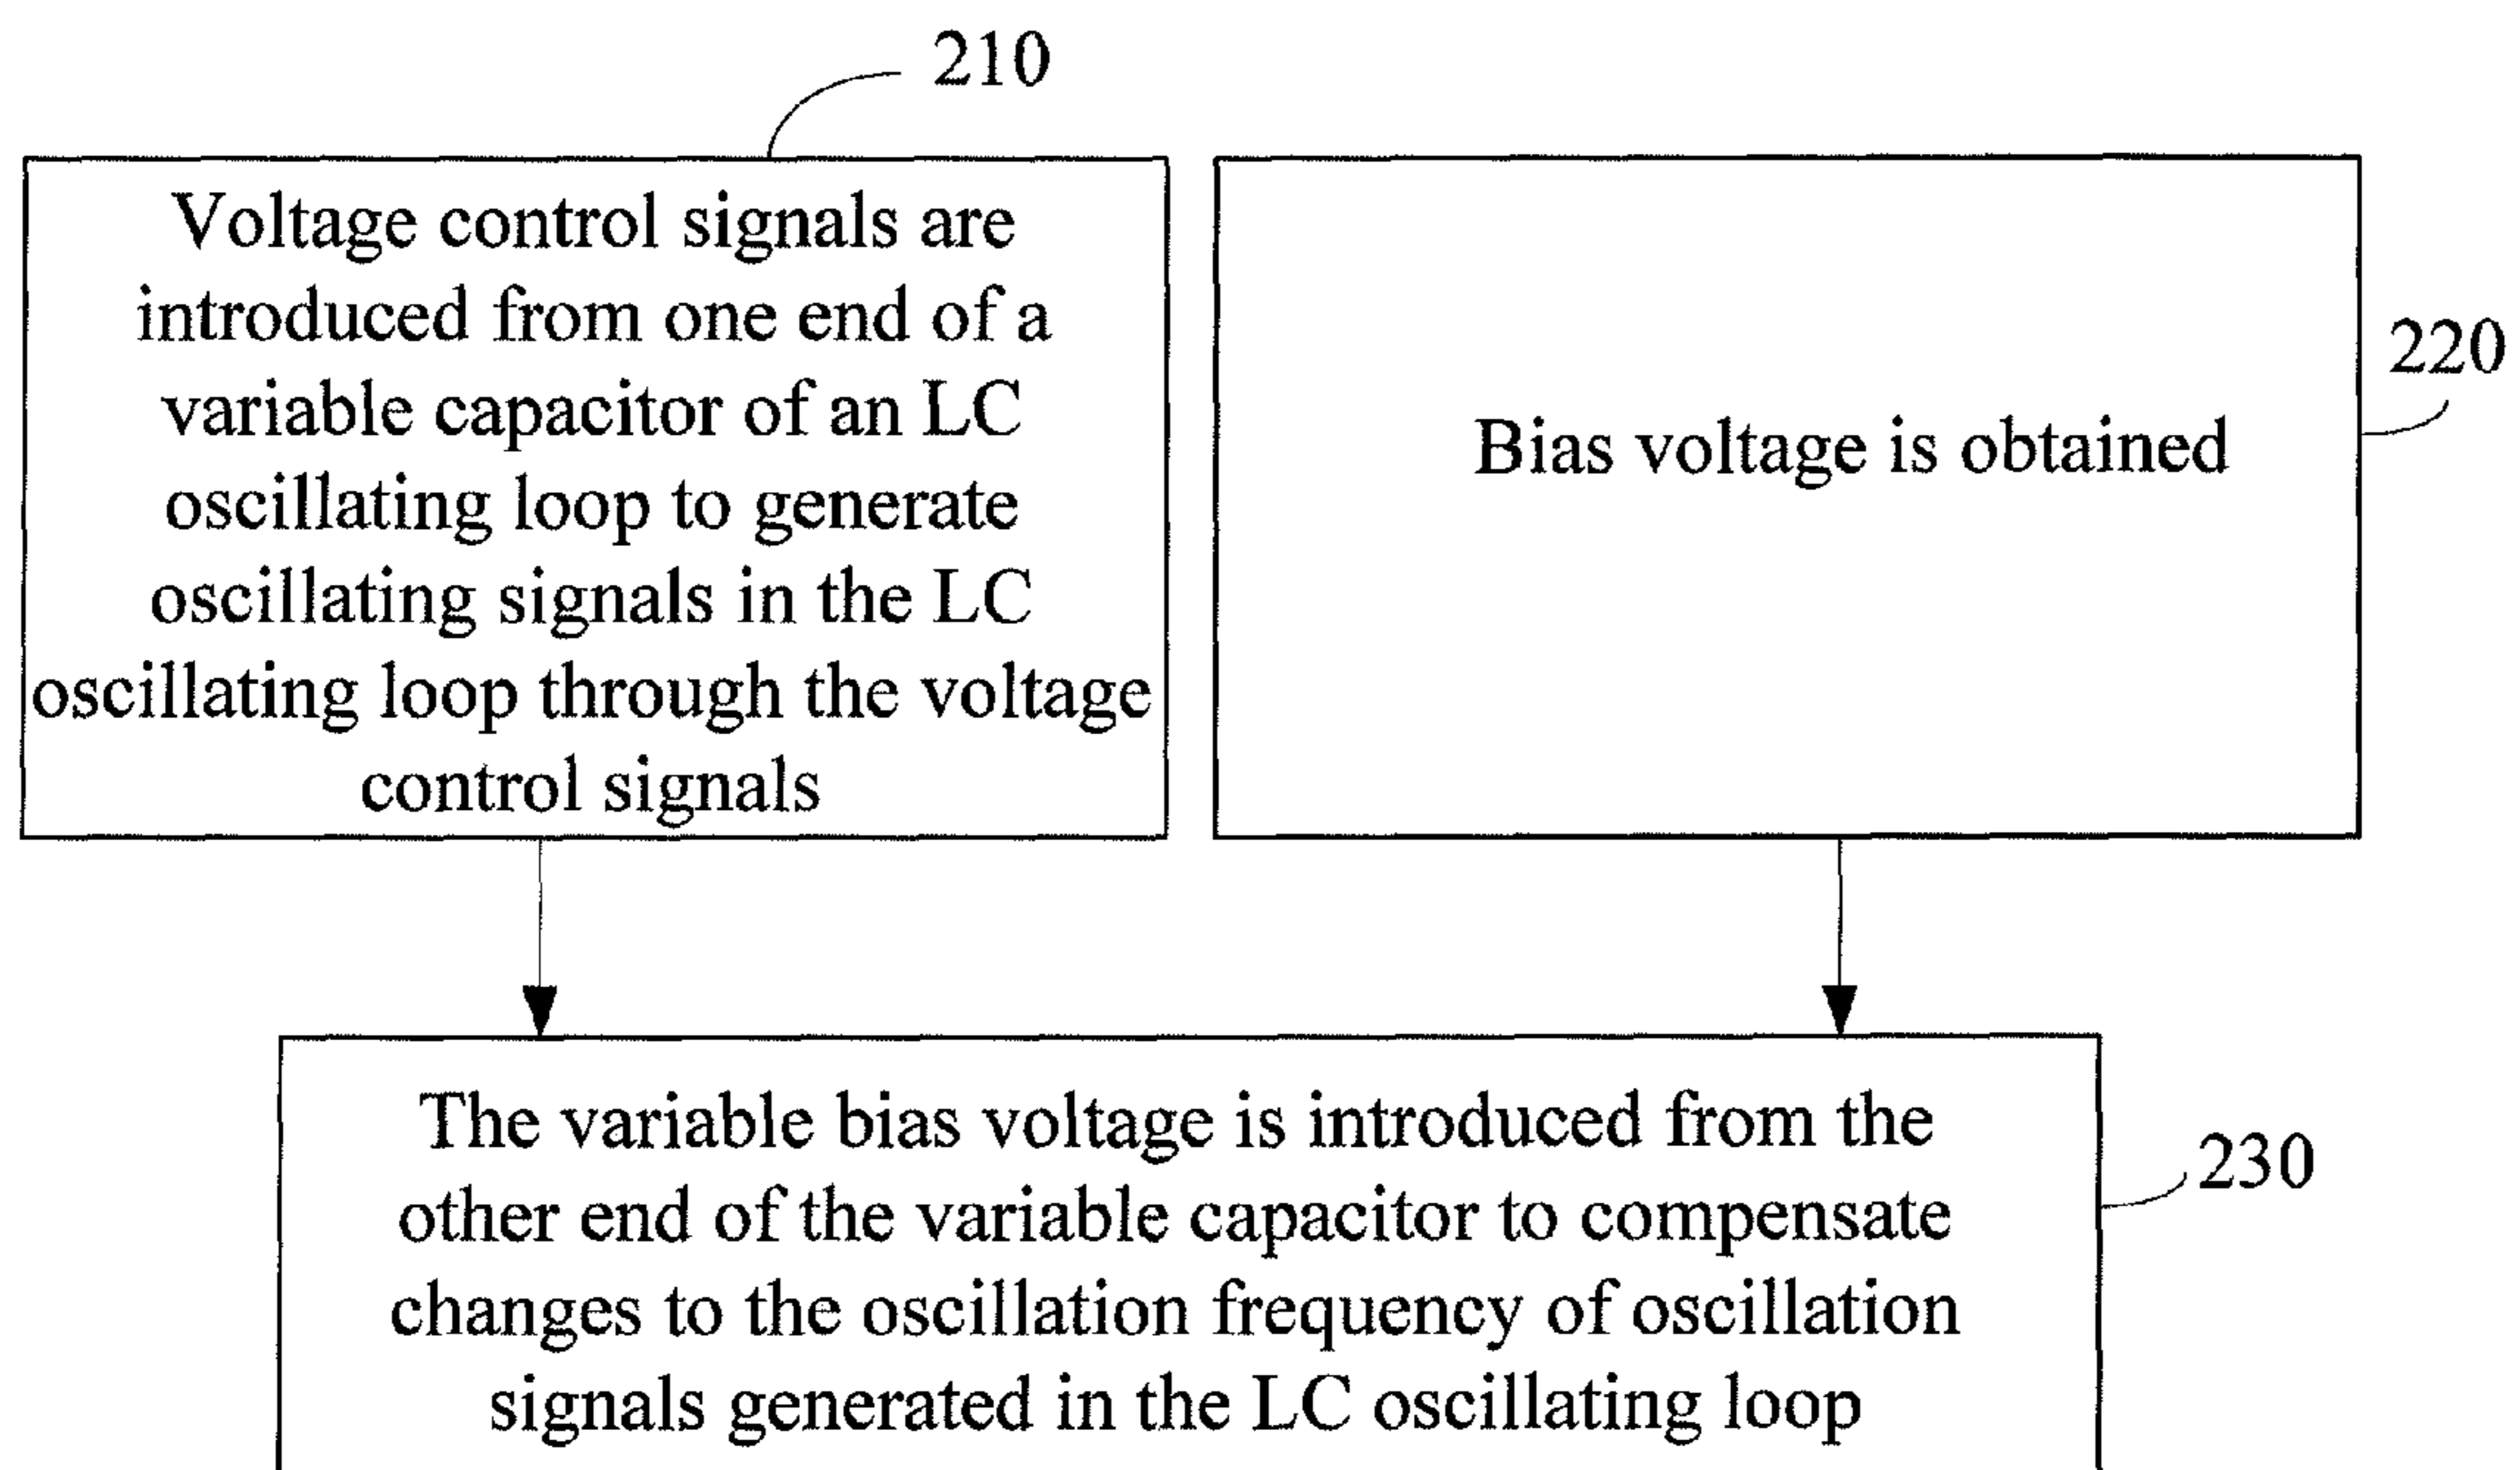 210
Voltage control signals are
introduced from one end of a
variable capacitor of an LC
oscillating loop to generate
oscillating signals in the LC
oscillating loop through the voltage
control signals
220
Bias voltage is obtained
The variable bias voltage is introduced from the
other end of the variable capacitor to compensate
changes to the oscillation frequency of oscillation
signals generated in the LC oscillating loop
230